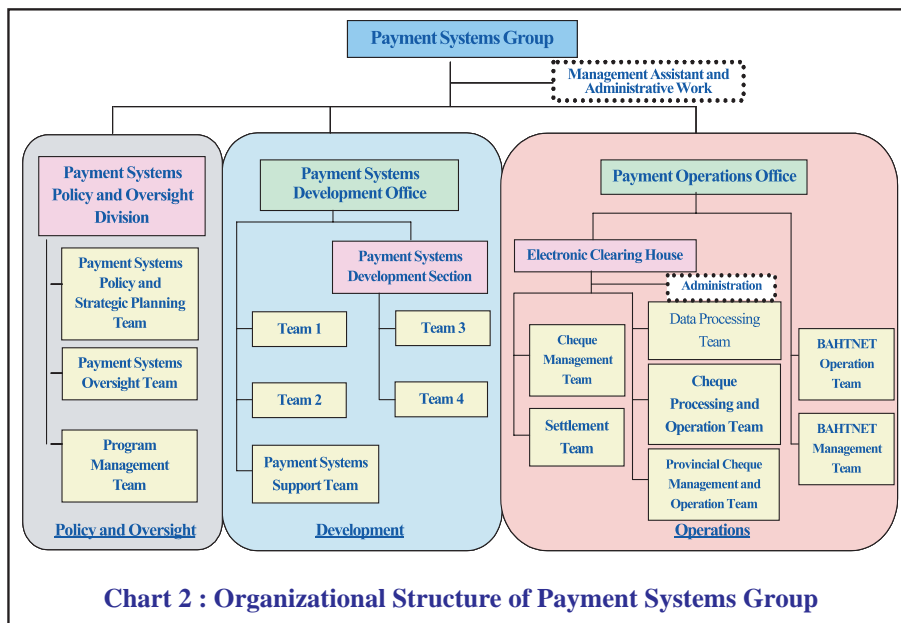 Payment Systems Group
Management Assistant and
Administrative Work
Payment Systems
Policy and Oversight
Division
Payment Systems
Policy and
Strategic Planning
Team
Payment Systems
Oversight Team
Program
Management
Team
Policy and Oversight
Payment Systems
Development Office
Payment Systems
Development Section
Team 1
Team 3
Team 2
Team 4
Payment Systems
Support Team
Development
Payment Operations Office
Electronic Clearing House
Administration
Cheque
Management
Team
Settlement
Team
Data Processing
Team
Cheque
Processing and
Operation Team
Provincial Cheque
Management and
Operation Team
BAHTNET
Operation
Team
BAHTNET
Management
Team
Operations
Chart 2 : Organizational Structure of Payment Systems Group